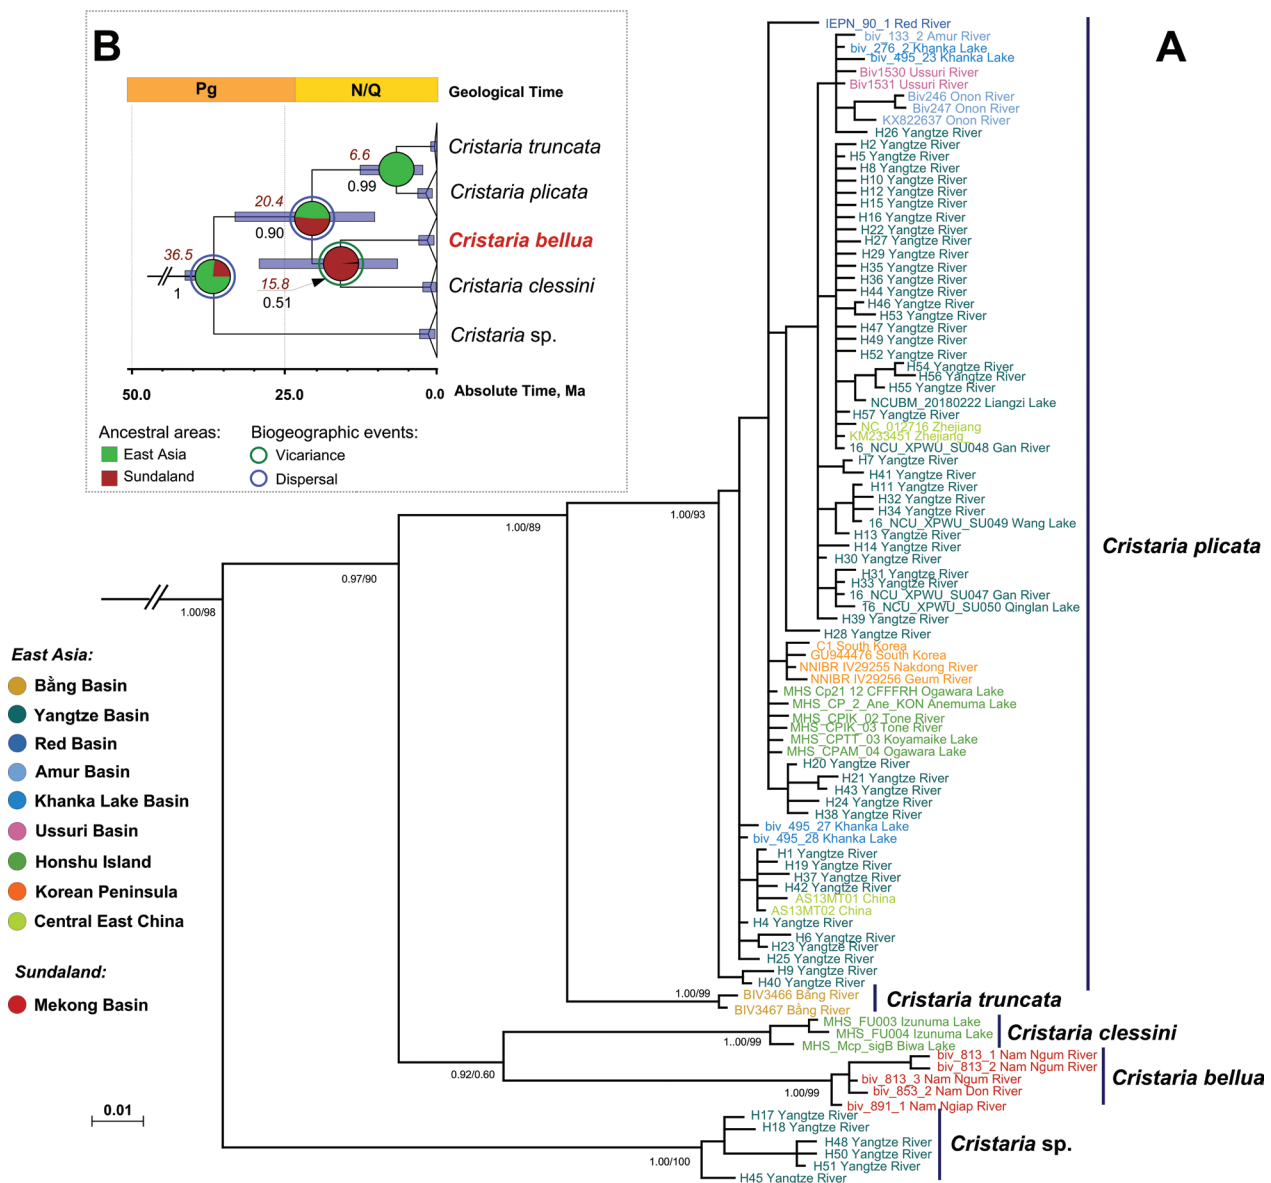 B
A
Pg
N/Q
Geological Time
Cristaria truncata
6.6
0.99
Cristaria plicata
20.4
0.90
Cristaria bellua
36.5
1
15.8
0.51
Cristaria clessini
Cristaria sp.
50.0
25.0
0.0
Absolute Time, Ma
Ancestral areas:
East Asia
Sundaland
Biogeographic events:
Vicariance
Dispersal
IEPN_90_1 Red River
biv_133_2 Amur River
biv_276_2 Khanka Lake
biv_495_23 Khanka Lake
Biv1530 Ussuri River
Biv1531 Ussuri River
Biv246 Onon River
Biv247 Onon River
KX822637 Onon River
H26 Yangtze River
H2 Yangtze River
H5 Yangtze River
H8 Yangtze River
H10 Yangtze River
H12 Yangtze River
H15 Yangtze River
H16 Yangtze River
H22 Yangtze River
H27 Yangtze River
H29 Yangtze River
H35 Yangtze River
H36 Yangtze River
H44 Yangtze River
H46 Yangtze River
H53 Yangtze River
H47 Yangtze River
H49 Yangtze River
H52 Yangtze River
H54 Yangtze River
H56 Yangtze River
H55 Yangtze River
NCUBM_20180222 Liangzi Lake
H57 Yangtze River
NC_012716 Zhejiang
KM233451 Zhejiang
16_NCU_XPWU_SU048 Gan River
H7 Yangtze River
H41 Yangtze River
H11 Yangtze River
H32 Yangtze River
H34 Yangtze River
16_NCU_XPWU_SU049 Wang Lake
H13 Yangtze River
H14 Yangtze River
H30 Yangtze River
H31 Yangtze River
H33 Yangtze River
16_NCU_XPWU_SU047 Gan River
16_NCU_XPWU_SU050 Qinglan Lake
H39 Yangtze River
H28 Yangtze River
C1 South Korea
GU944476 South Korea
NNIBR IV29255 Nakdong River
NNIBR IV29256 Geum River
MHS Cp21 12 CFFFRH Ogawara Lake
MHS_CP_2_Ane_KON Anemuma Lake
MHS_CPIK_02 Tone River
MHS_CPIK_03 Tone River
MHS_CPTT_03 Koyamaike Lake
MHS_CPAM_04 Ogawara Lake
H20 Yangtze River
H21 Yangtze River
H43 Yangtze River
H24 Yangtze River
H38 Yangtze River
biv_495_27 Khanka Lake
biv_495_28 Khanka Lake
H1 Yangtze River
H19 Yangtze River
H37 Yangtze River
H42 Yangtze River
AS13MT01 China
AS13MT02 China
H4 Yangtze River
H6 Yangtze River
H23 Yangtze River
H25 Yangtze River
H9 Yangtze River
H40 Yangtze River
BIV3466 Bằng River
BIV3467 Bằng River
MHS_FU003 Izunuma Lake
MHS_FU004 Izunuma Lake
MHS_Mcp_sigB Biwa Lake
biv_813_1 Nam Ngum River
biv_813_2 Nam Ngum River
biv_813_3 Nam Ngum River
biv_853_2 Nam Don River
biv_891_1 Nam Ngiap River
H17 Yangtze River
H18 Yangtze River
H48 Yangtze River
H50 Yangtze River
H51 Yangtze River
H45 Yangtze River
Cristaria plicata
Cristaria truncata
Cristaria clessini
Cristaria bellua
Cristaria sp.
1.00/93
1.00/89
0.97/90
1.00/98
1.00/99
1..00/99
0.92/0.60
1.00/99
1.00/100
East Asia:
Bằng Basin
Yangtze Basin
Red Basin
Amur Basin
Khanka Lake Basin
Ussuri Basin
Honshu Island
Korean Peninsula
Central East China
Sundaland:
Mekong Basin
0.01